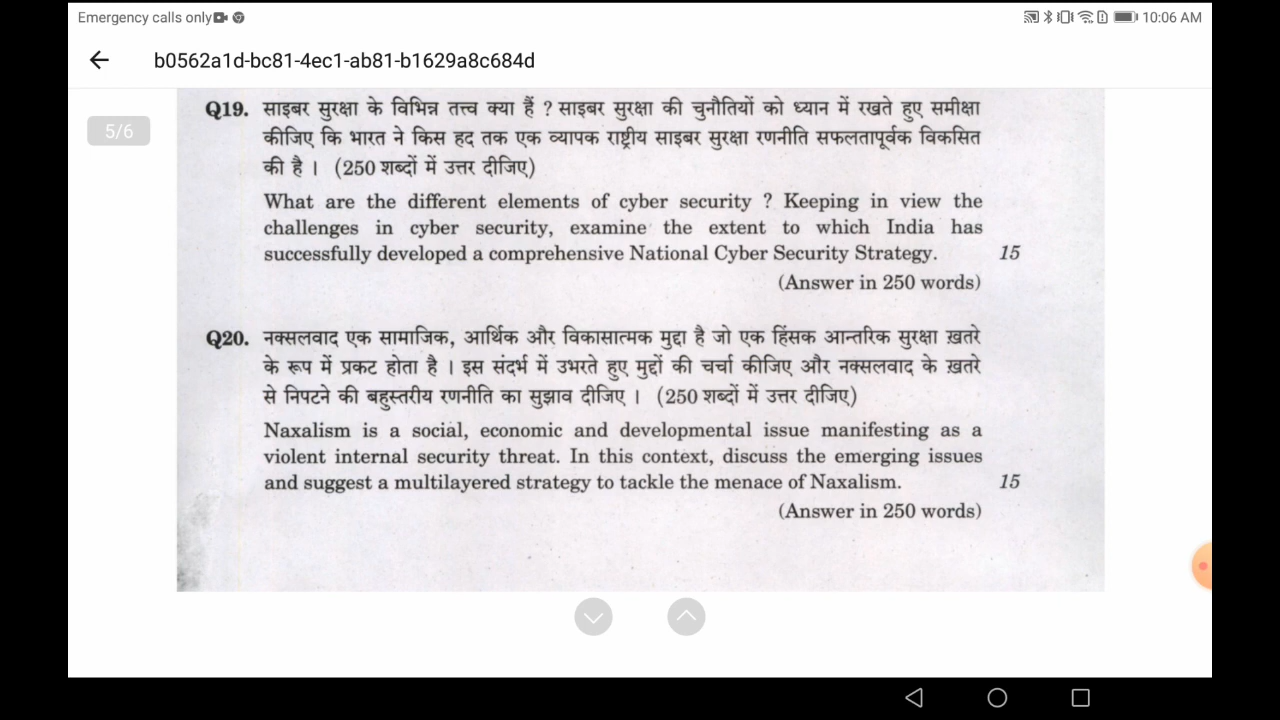 Emergency calls only
10:06 AM
b0562a1d-bc81-4ec1-ab81-b1629a8c684d
5/6
Q19. साइबर सुरक्षा के विभिन्न तत्त्व क्या हैं ? साइबर सुरक्षा की चुनौतियों को ध्यान में रखते हुए समीक्षा
कीजिए कि भारत ने किस हद तक एक व्यापक राष्ट्रीय साइबर सुरक्षा रणनीति सफलतापूर्वक विकसित
की है । (250 शब्दों में उत्तर दीजिए)
What are the different elements of cyber security ? Keeping in view the
challenges in cyber security, examine the extent to which India has
successfully developed a comprehensive National Cyber Security Strategy. 15
(Answer in 250 words)
Q20. नक्सलवाद एक सामाजिक, आर्थिक और विकासात्मक मुद्दा है जो एक हिंसक आन्तरिक सुरक्षा ख़तरे
के रूप में प्रकट होता है । इस संदर्भ में उभरते हुए मुद्दों की चर्चा कीजिए और नक्सलवाद के ख़तरे
से निपटने की बहुस्तरीय रणनीति का सुझाव दीजिए । (250 शब्दों में उत्तर दीजिए)
Naxalism is a social, economic and developmental issue manifesting as a
violent internal security threat. In this context, discuss the emerging issues
and suggest a multilayered strategy to tackle the menace of Naxalism. 15
(Answer in 250 words)